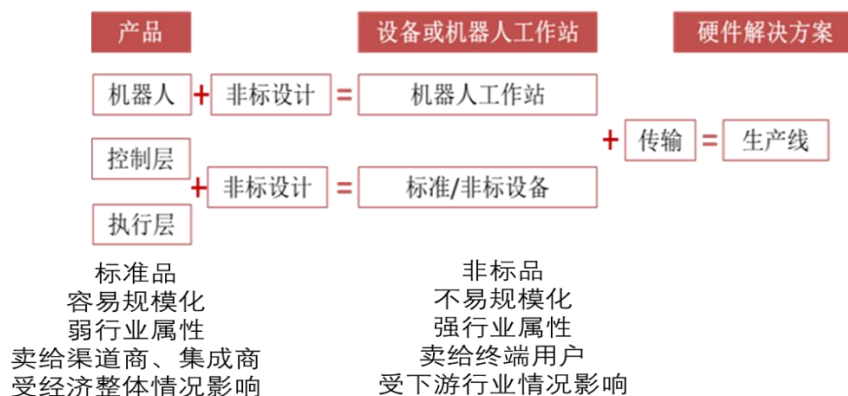 产品 设备或机器人工作站 硬件解决方案
机器人 + 非标设计 = 机器人工作站
控制层
+ 传输 = 生产线
+ 非标设计 = 标准/非标设备
执行层
标准品
容易规模化
弱行业属性
卖给渠道商、集成商
受经济整体情况影响
非标品
不易规模化
强行业属性
卖给终端用户
受下游行业情况影响